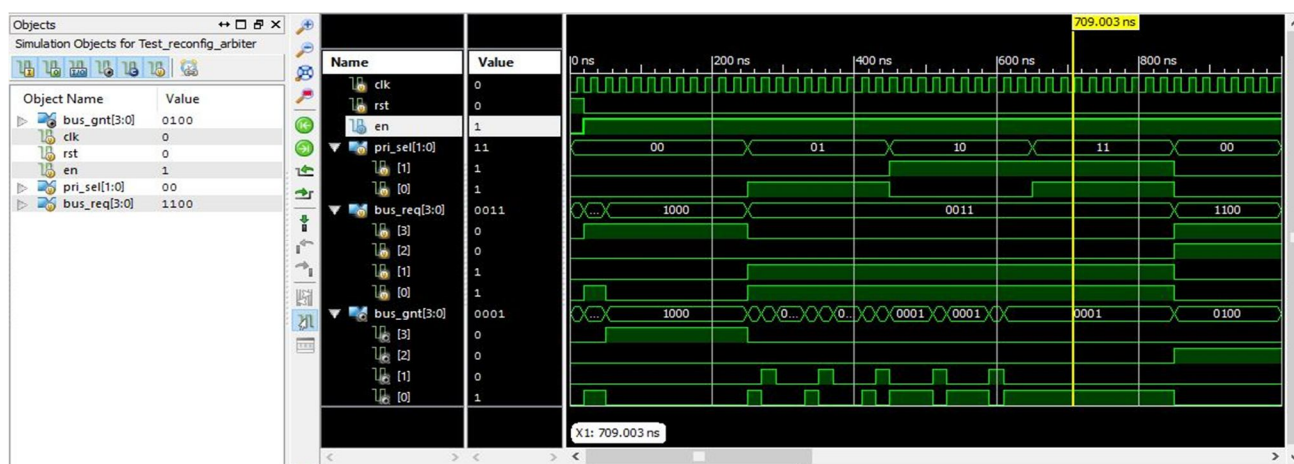 Objects
Simulation Objects for Test_reconfig_arbiter
Object Name Value
bus_gnt[3:0] 0100
clk 0
rst 0
en 1
pri_sel[1:0] 00
bus_req[3:0] 1100
709.003 ns
Name Value 0 ns 200 ns 400 ns 600 ns 800 ns
clk 0
rst 0
en 1
pri_sel[1:0] 11 00 01 10 11 00
[1] 1
[0] 1
bus_req[3:0] 0011 ... 1000 0011 1100
[3] 0
[2] 0
[1] 1
[0] 1
bus_gnt[3:0] 0001 ... 1000 0... 0... 0001 0001 0001 0100
[3] 0
[2] 0
[1] 0
[0] 1
X1: 709.003 ns